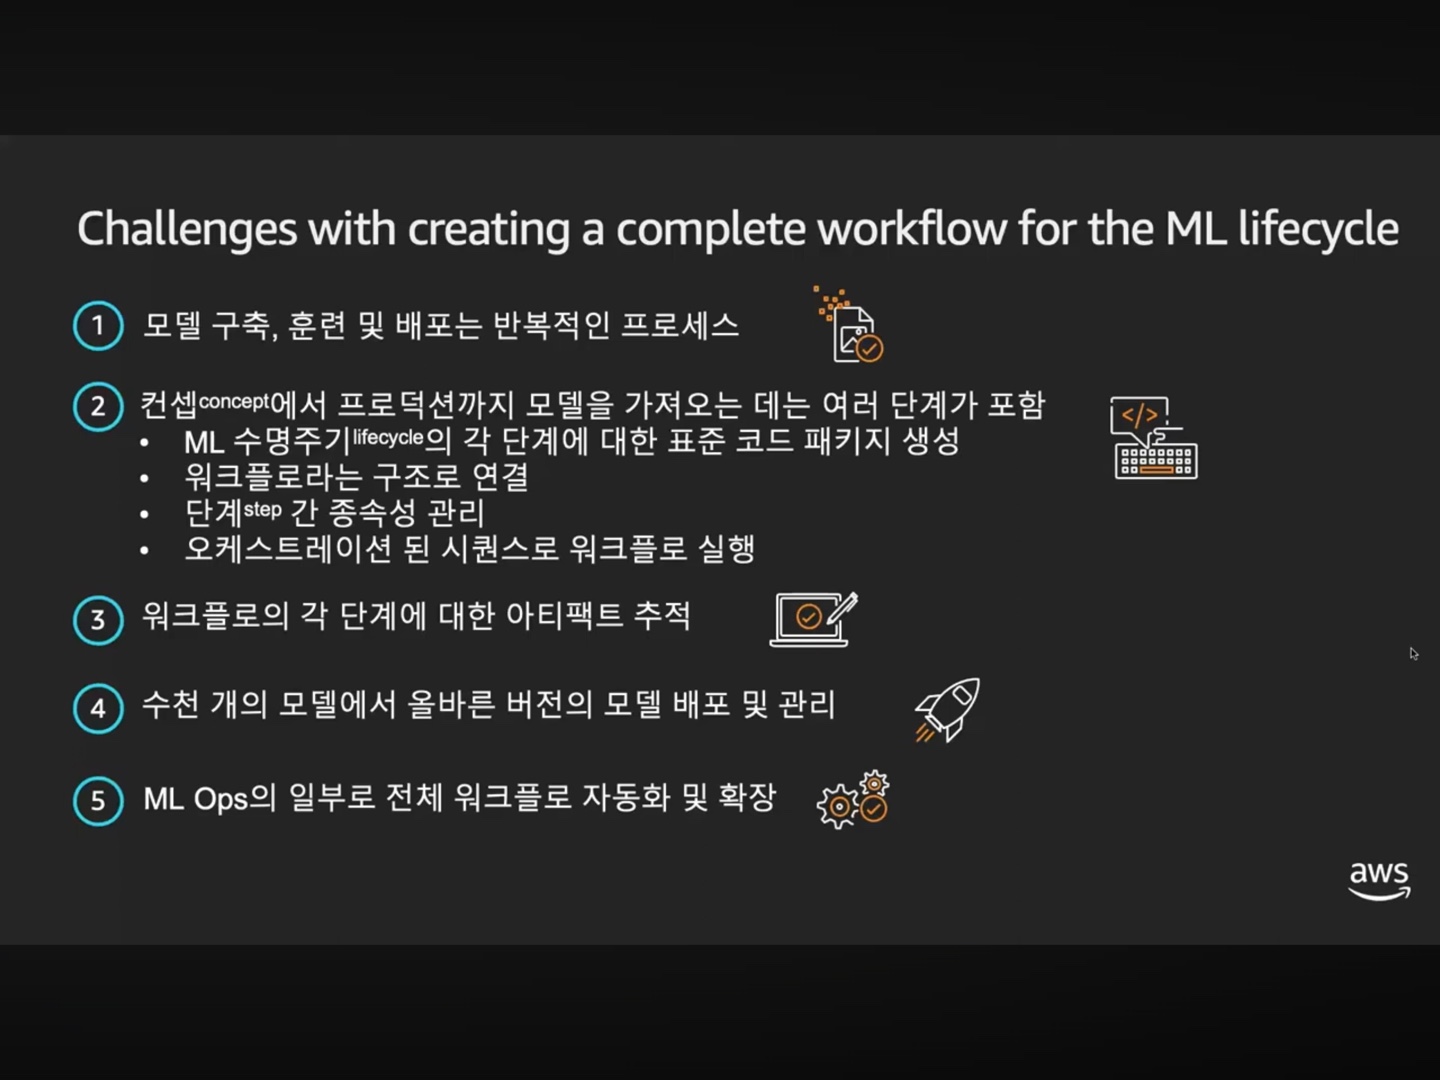 Challenges with creating a complete workflow for the ML lifecycle
1 모델 구축, 훈련 및 배포는 반복적인 프로세스
2 컨셉concept에서 프로덕션까지 모델을 가져오는 데는 여러 단계가 포함
• ML 수명주기lifecycle의 각 단계에 대한 표준 코드 패키지 생성
• 워크플로라는 구조로 연결
• 단계step 간 종속성 관리
• 오케스트레이션 된 시퀀스로 워크플로 실행
3 워크플로의 각 단계에 대한 아티팩트 추적
4 수천 개의 모델에서 올바른 버전의 모델 배포 및 관리
5 ML Ops의 일부로 전체 워크플로 자동화 및 확장
</>
aws